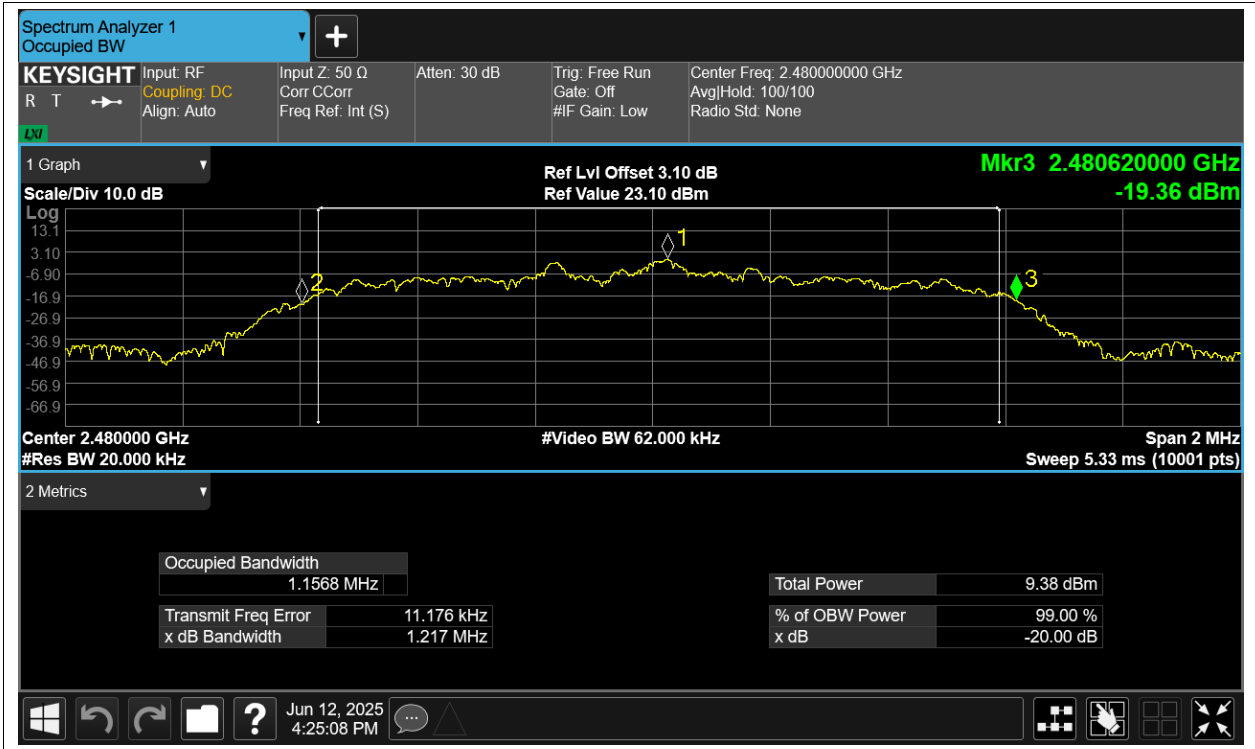 Spectrum Analyzer 1
Occupied BW
KEYSIGHT
R T
LXI
Input: RF
Coupling: DC
Align: Auto
Input Z: 50 Ω
Corr CCorr
Freq Ref: Int (S)
Atten: 30 dB
Trig: Free Run
Gate: Off
#IF Gain: Low
Center Freq: 2.480000000 GHz
Avg|Hold: 100/100
Radio Std: None
1 Graph
Scale/Div 10.0 dB
Ref Lvl Offset 3.10 dB
Ref Value 23.10 dBm
Mkr3 2.480620000 GHz
-19.36 dBm
Log
13.1
3.10
-6.90
-16.9
-26.9
-36.9
-46.9
-56.9
-66.9
1
2
3
Center 2.480000 GHz
#Res BW 20.000 kHz
#Video BW 62.000 kHz
Span 2 MHz
Sweep 5.33 ms (10001 pts)
2 Metrics
Occupied Bandwidth
1.1568 MHz
Transmit Freq Error 11.176 kHz
x dB Bandwidth 1.217 MHz
Total Power 9.38 dBm
% of OBW Power 99.00 %
x dB -20.00 dB
?
Jun 12, 2025
4:25:08 PM